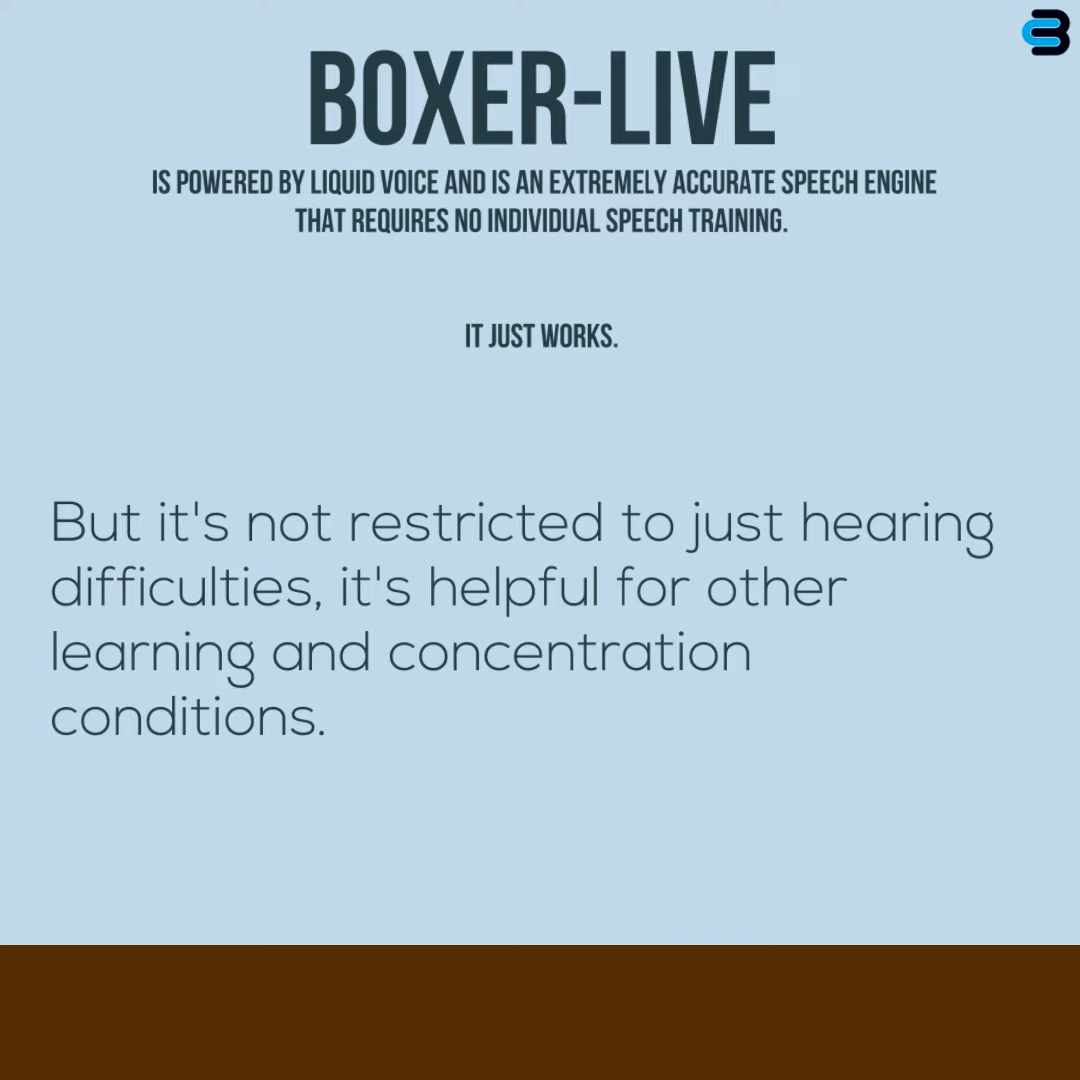 BOXER-LIVE
IS POWERED BY LIQUID VOICE AND IS AN EXTREMELY ACCURATE SPEECH ENGINE
THAT REQUIRES NO INDIVIDUAL SPEECH TRAINING.
IT JUST WORKS.
But it's not restricted to just hearing
difficulties, it's helpful for other
learning and concentration
conditions.